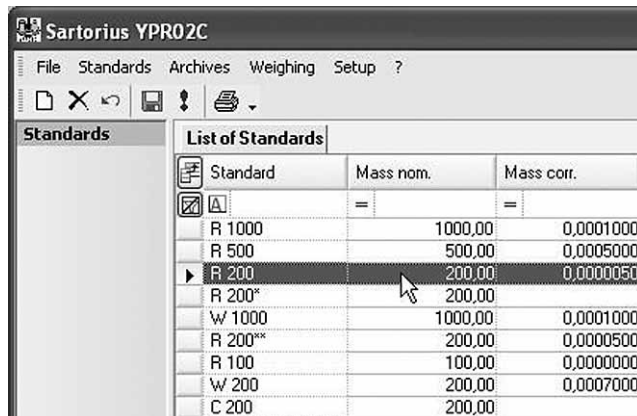 Sartorius YPR02C
File Standards Archives Weighing Setup ?
Standards
List of Standards
Standard Mass nom. Mass corr.
A = =
R 1000 1000,00 0,0001000
R 500 500,00 0,0005000
R 200 200,00 0,0000050
R 200* 200,00
W 1000 1000,00 0,0001000
R 200** 200,00 0,0000500
R 100 100,00 0,0000000
W 200 200,00 0,0007000
C 200 200,00